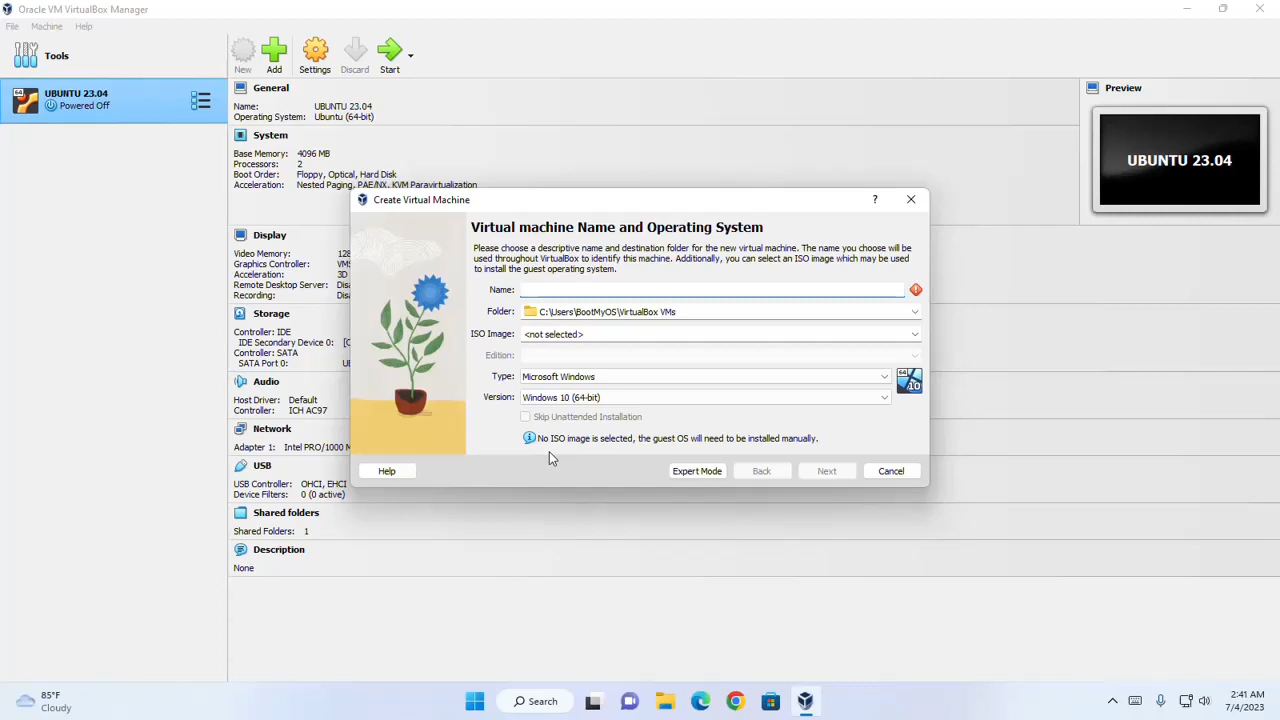 Oracle VM VirtualBox Manager
File Machine Help
Tools
New Add Settings Discard Start
64
UBUNTU 23.04
Powered Off
General
Name: UBUNTU 23.04
Operating System: Ubuntu (64-bit)
System
Base Memory: 4096 MB
Processors: 2
Boot Order: Floppy, Optical, Hard Disk
Acceleration: Nested Paging, PAE/NX, KVM Paravirtualization
Preview
UBUNTU 23.04
Display
Video Memory: 128
Graphics Controller: VMS
Acceleration: 3D
Remote Desktop Server: Disa
Recording: Disa
Storage
Controller: IDE
IDE Secondary Device 0: [O
Controller: SATA
SATA Port 0: UB
Audio
Host Driver: Default
Controller: ICH AC97
Network
Adapter 1: Intel PRO/1000 M
USB
USB Controller: OHCI, EHCI
Device Filters: 0 (0 active)
Shared folders
Shared Folders: 1
Description
None
Create Virtual Machine
?
Virtual machine Name and Operating System
Please choose a descriptive name and destination folder for the new virtual machine. The name you choose will be
used throughout VirtualBox to identify this machine. Additionally, you can select an ISO image which may be used
to install the guest operating system.
Name:
Folder: C:\Users\BootMyOS\VirtualBox VMs
ISO Image: <not selected>
Edition:
Type: Microsoft Windows
64
10
Version: Windows 10 (64-bit)
Skip Unattended Installation
No ISO image is selected, the guest OS will need to be installed manually.
Help Expert Mode Back Next Cancel
85°F
Cloudy
Search
2:41 AM
7/4/2023